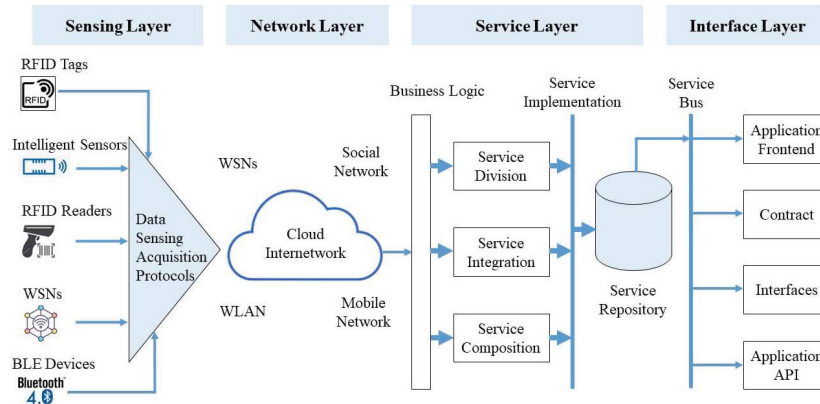 Sensing Layer
Network Layer
Service Layer
Interface Layer
RFID Tags
RFID
Intelligent Sensors
RFID Readers
WSNs
BLE Devices
Bluetooth™
4.0
Data
Sensing
Acquisition
Protocols
WSNs
Social
Network
Cloud
Internetwork
WLAN
Mobile
Network
Business Logic
Service
Division
Service
Integration
Service
Composition
Service
Implementation
Service
Repository
Service
Bus
Application
Frontend
Contract
Interfaces
Application
API